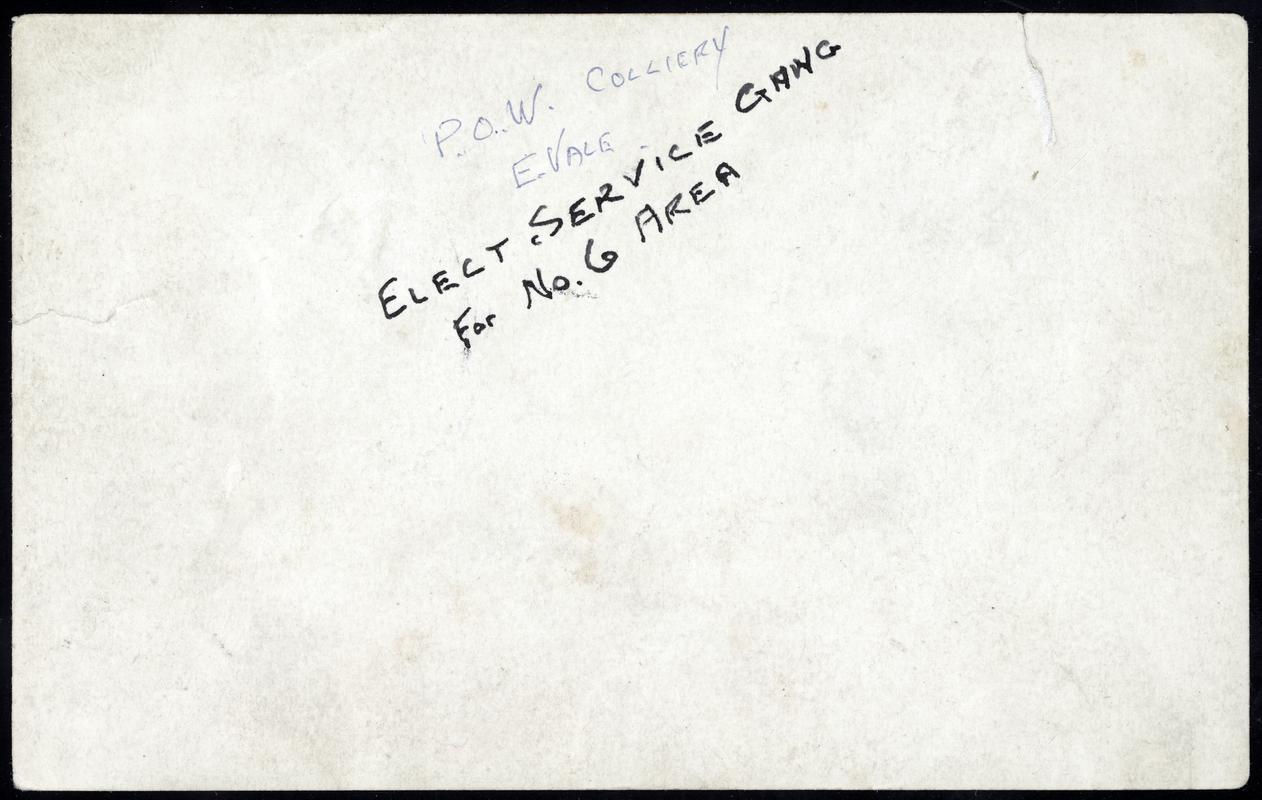 P.O.W. COLLIERY
E.VALE
ELECT. SERVICE GANG
For No. 6 AREA